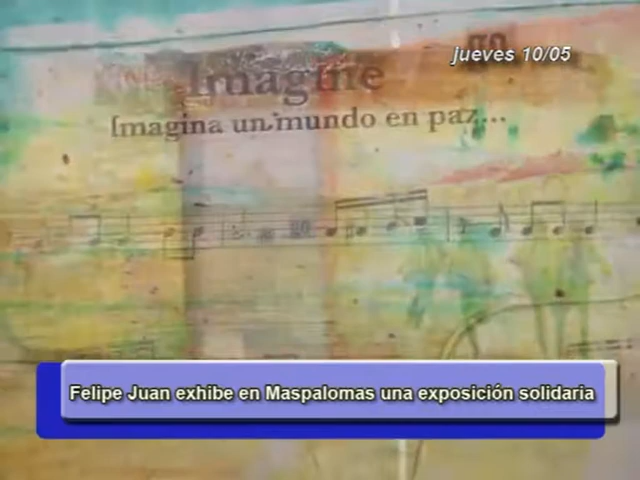 jueves 10/05
Imagine
Imagina un mundo en paz...
Felipe Juan exhibe en Maspalomas una exposición solidaria